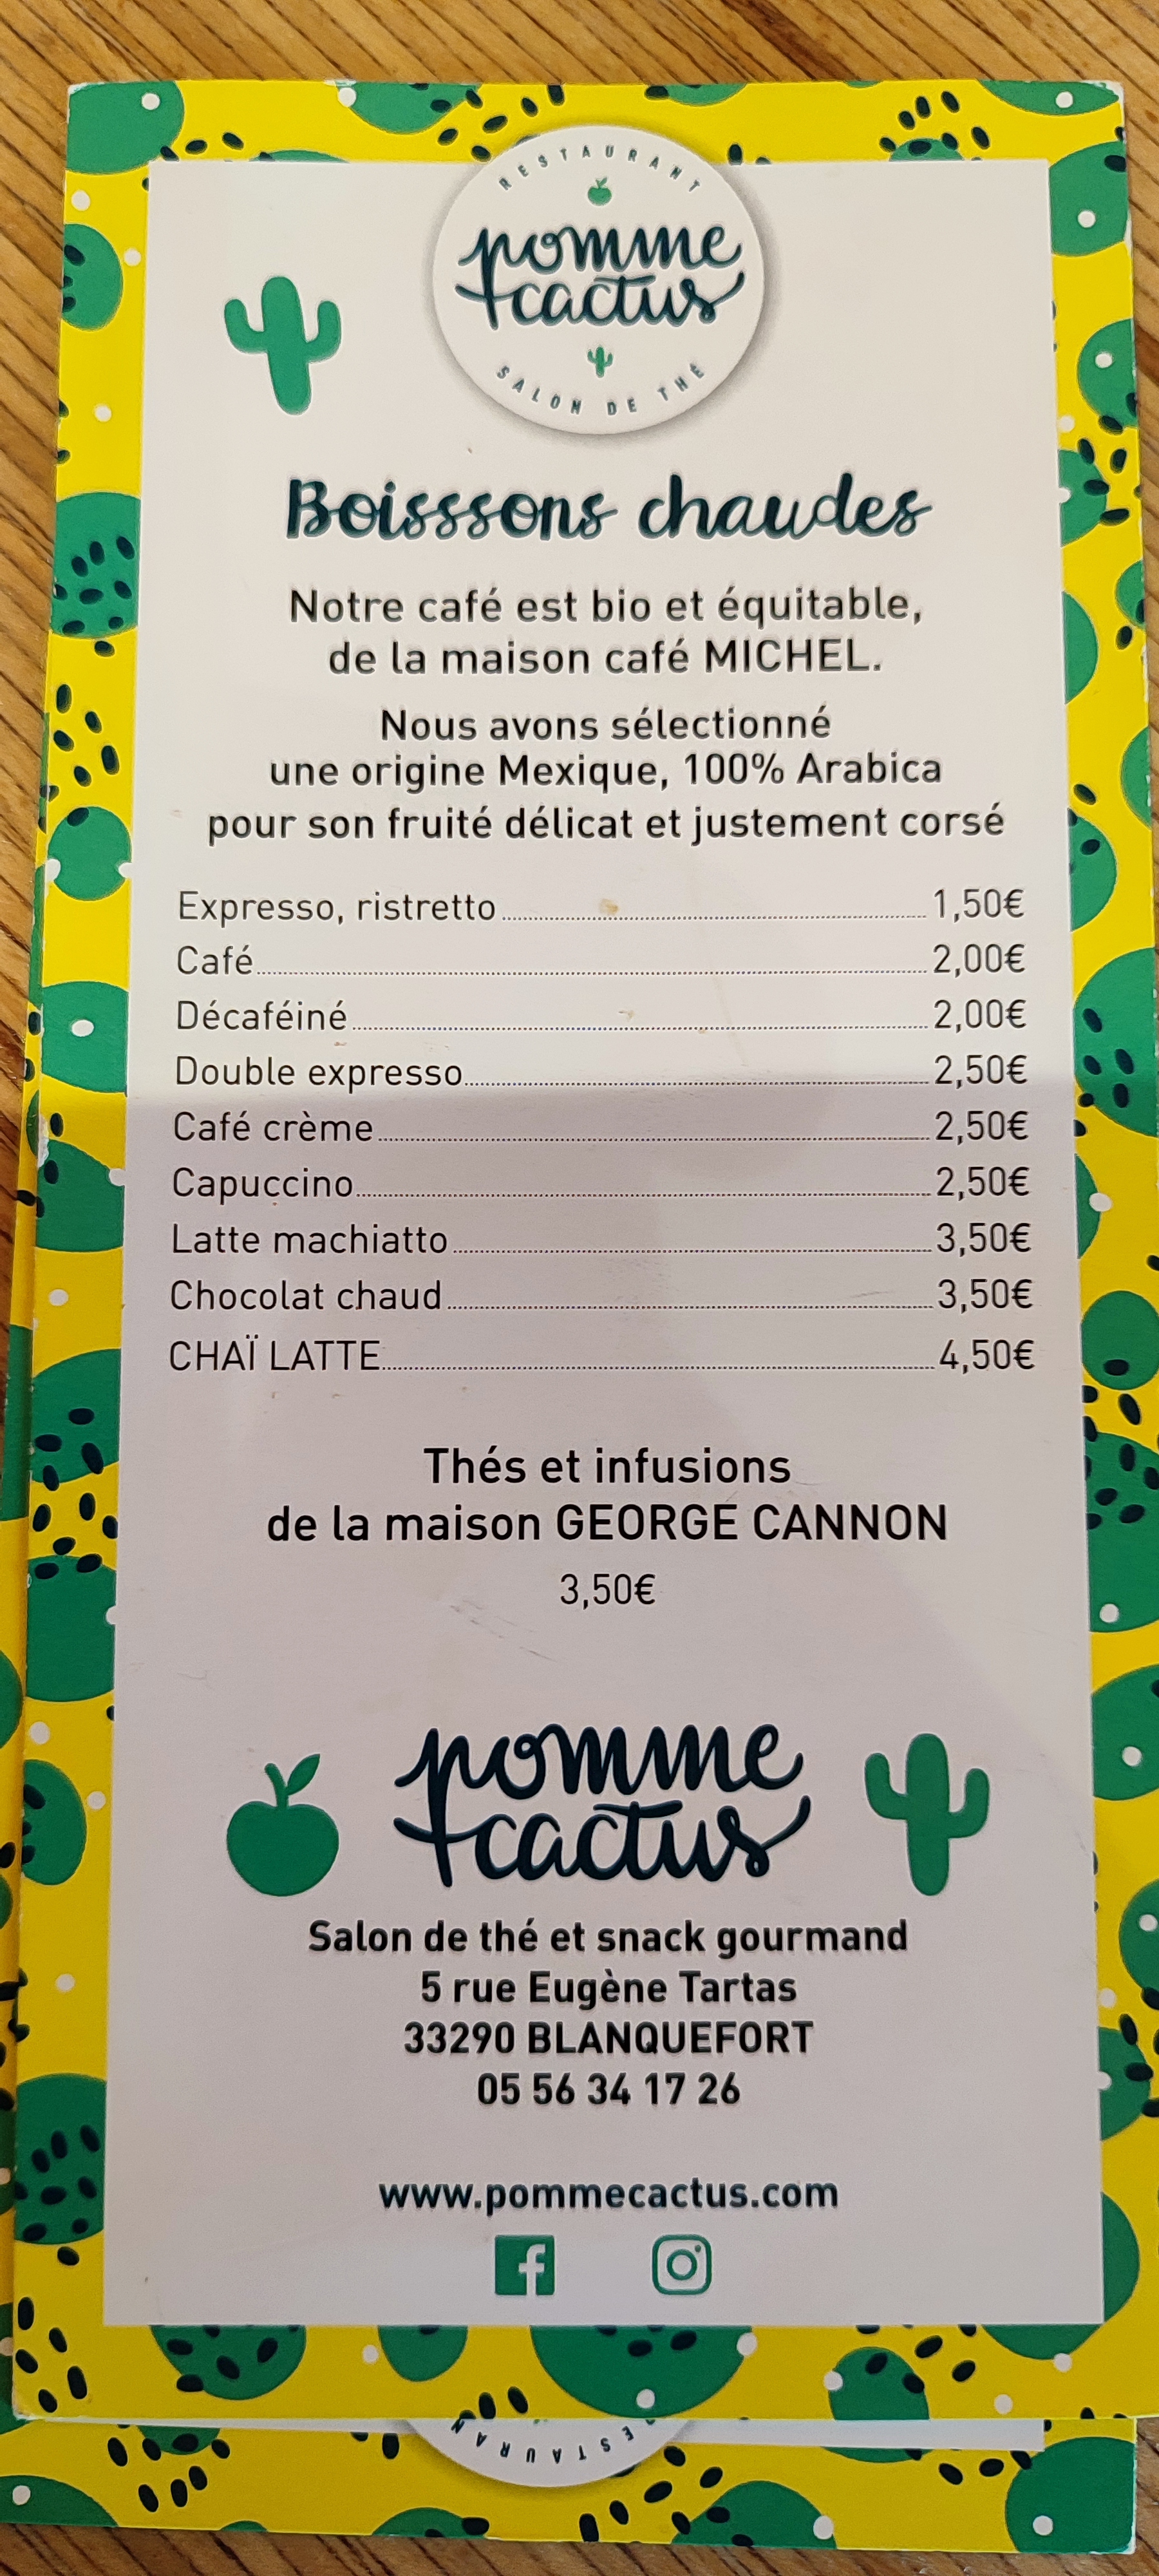 RESTAURANT
pomme
cactus
SALON DE THÉ
Boisssons chaudes
Notre café est bio et équitable,
de la maison café MICHEL.
Nous avons sélectionné
une origine Mexique, 100% Arabica
pour son fruité délicat et justement corsé
Expresso, ristretto 1,50€
Café 2,00€
Décaféiné 2,00€
Double expresso 2,50€
Café crème 2,50€
Capuccino 2,50€
Latte machiatto 3,50€
Chocolat chaud 3,50€
CHAÏ LATTE 4,50€
Thés et infusions
de la maison GEORGE CANNON
3,50€
pomme
cactus
Salon de thé et snack gourmand
5 rue Eugène Tartas
33290 BLANQUEFORT
05 56 34 17 26
www.pommecactus.com
ESTAURAN